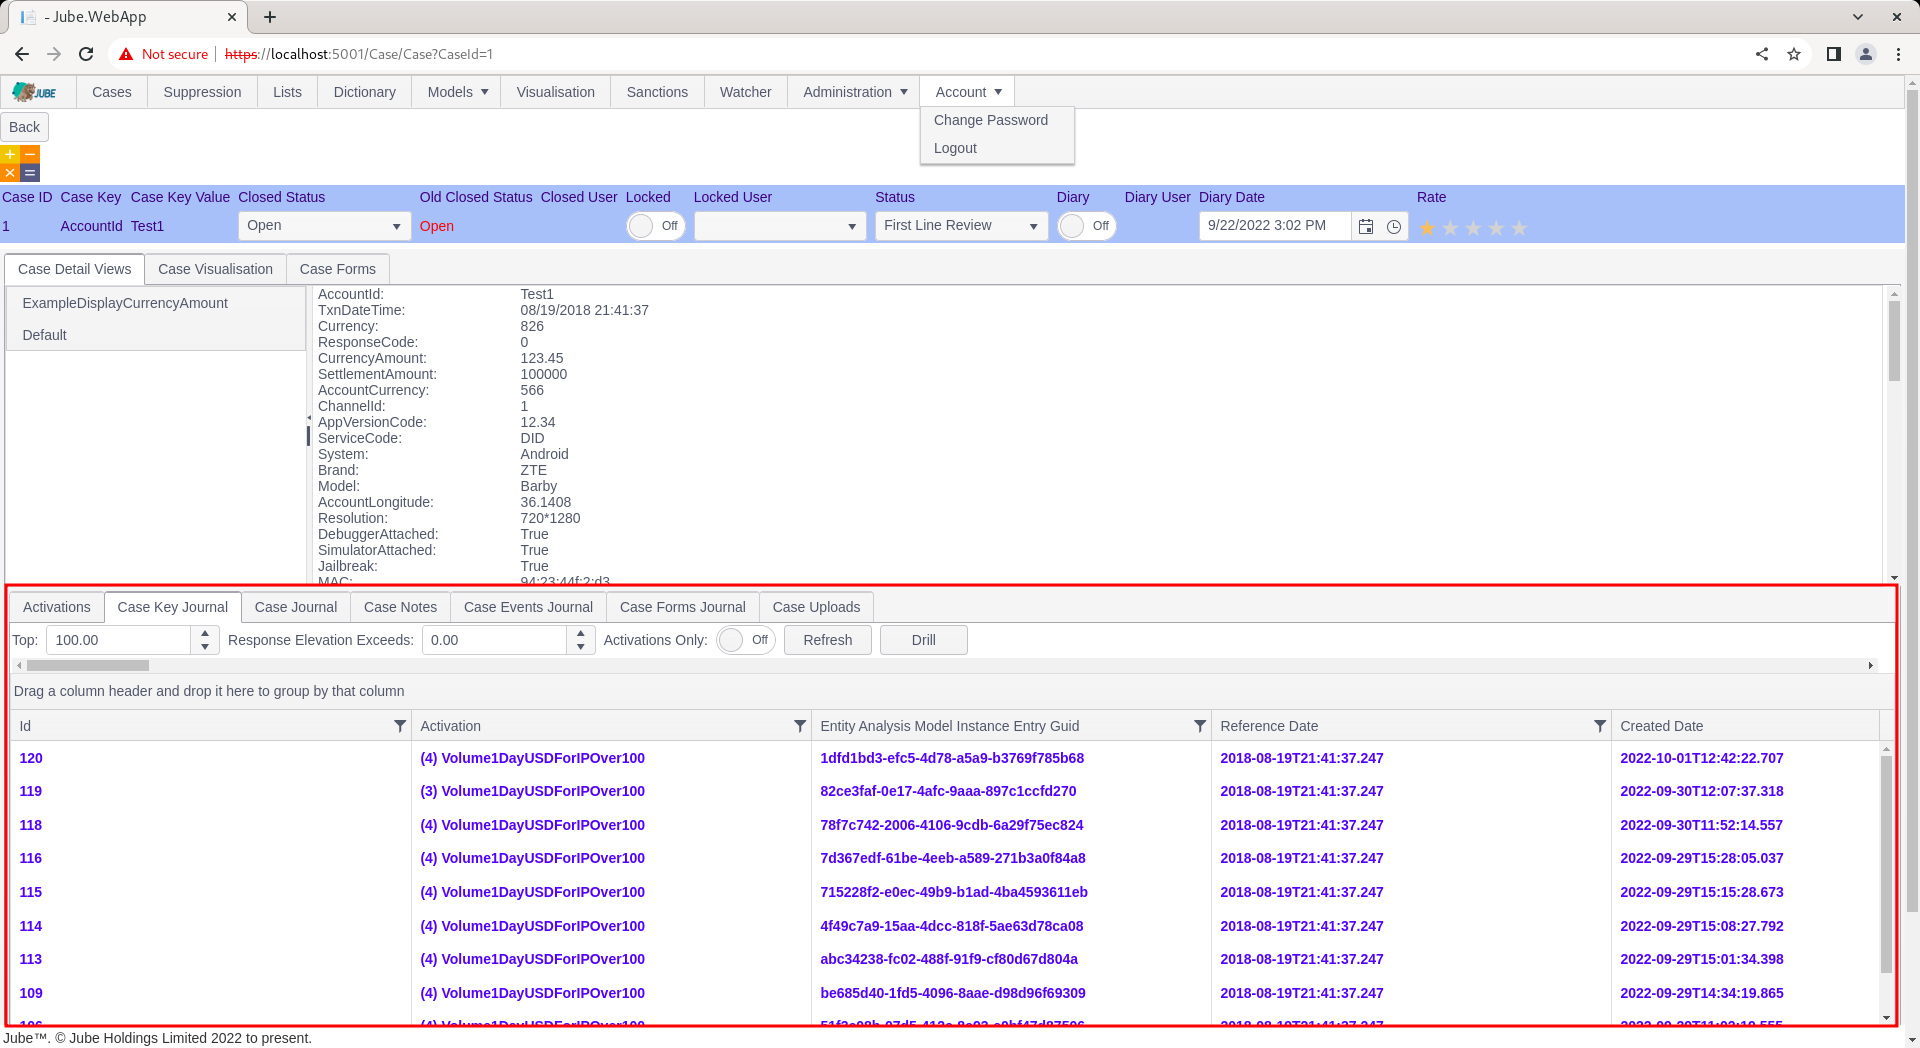 - Jube.WebApp
Not secure https://localhost:5001/Case/Case?CaseId=1
JUBE Cases Suppression Lists Dictionary Models Visualisation Sanctions Watcher Administration Account
Change Password
Logout
Back
Case ID Case Key Case Key Value Closed Status Old Closed Status Closed User Locked Locked User Status Diary Diary User Diary Date Rate
1 AccountId Test1 Open Open Off First Line Review Off 9/22/2022 3:02 PM
Case Detail Views Case Visualisation Case Forms
ExampleDisplayCurrencyAmount
Default
AccountId: Test1
TxnDateTime: 08/19/2018 21:41:37
Currency: 826
ResponseCode: 0
CurrencyAmount: 123.45
SettlementAmount: 100000
AccountCurrency: 566
ChannelId: 1
AppVersionCode: 12.34
ServiceCode: DID
System: Android
Brand: ZTE
Model: Barby
AccountLongitude: 36.1408
Resolution: 720*1280
DebuggerAttached: True
SimulatorAttached: True
Jailbreak: True
MAC: 94:23:44f:2:d3
Activations Case Key Journal Case Journal Case Notes Case Events Journal Case Forms Journal Case Uploads
Top: 100.00 Response Elevation Exceeds: 0.00 Activations Only: Off Refresh Drill
Drag a column header and drop it here to group by that column
Id Activation Entity Analysis Model Instance Entry Guid Reference Date Created Date
120 (4) Volume1DayUSDForIPOver100 1dfd1bd3-efc5-4d78-a5a9-b3769f785b68 2018-08-19T21:41:37.247 2022-10-01T12:42:22.707
119 (3) Volume1DayUSDForIPOver100 82ce3faf-0e17-4afc-9aaa-897c1ccfd270 2018-08-19T21:41:37.247 2022-09-30T12:07:37.318
118 (4) Volume1DayUSDForIPOver100 78f7c742-2006-4106-9cdb-6a29f75ec824 2018-08-19T21:41:37.247 2022-09-30T11:52:14.557
116 (4) Volume1DayUSDForIPOver100 7d367edf-61be-4eeb-a589-271b3a0f84a8 2018-08-19T21:41:37.247 2022-09-29T15:28:05.037
115 (4) Volume1DayUSDForIPOver100 715228f2-e0ec-49b9-b1ad-4ba4593611eb 2018-08-19T21:41:37.247 2022-09-29T15:15:28.673
114 (4) Volume1DayUSDForIPOver100 4f49c7a9-15aa-4dcc-818f-5ae63d78ca08 2018-08-19T21:41:37.247 2022-09-29T15:08:27.792
113 (4) Volume1DayUSDForIPOver100 abc34238-fc02-488f-91f9-cf80d67d804a 2018-08-19T21:41:37.247 2022-09-29T15:01:34.398
109 (4) Volume1DayUSDForIPOver100 be685d40-1fd5-4096-8aae-d98d96f69309 2018-08-19T21:41:37.247 2022-09-29T14:34:19.865
(4) Volume1DayUSDForIPOver100 2018-08-19T21:41:37.247
Jube™. © Jube Holdings Limited 2022 to present.